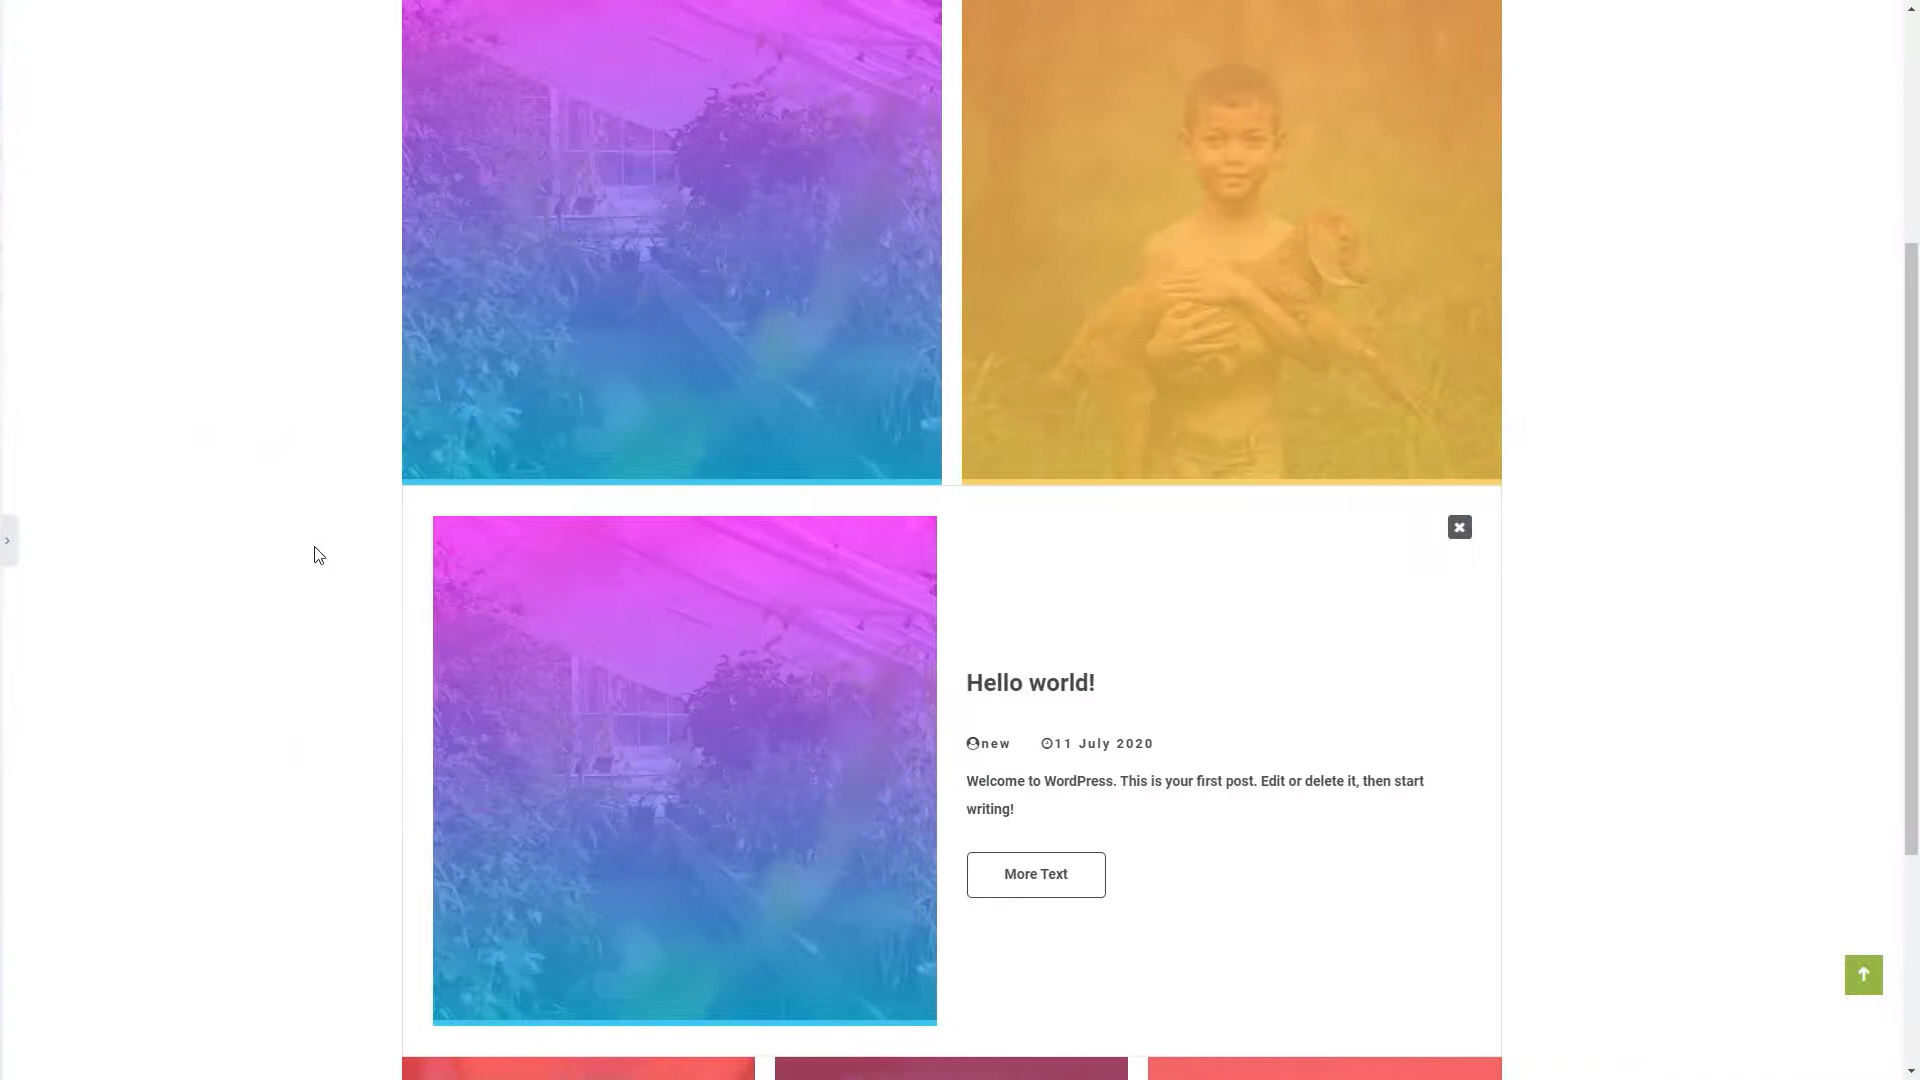 Hello world!
new 11 July 2020
Welcome to WordPress. This is your first post. Edit or delete it, then start
writing!
More Text